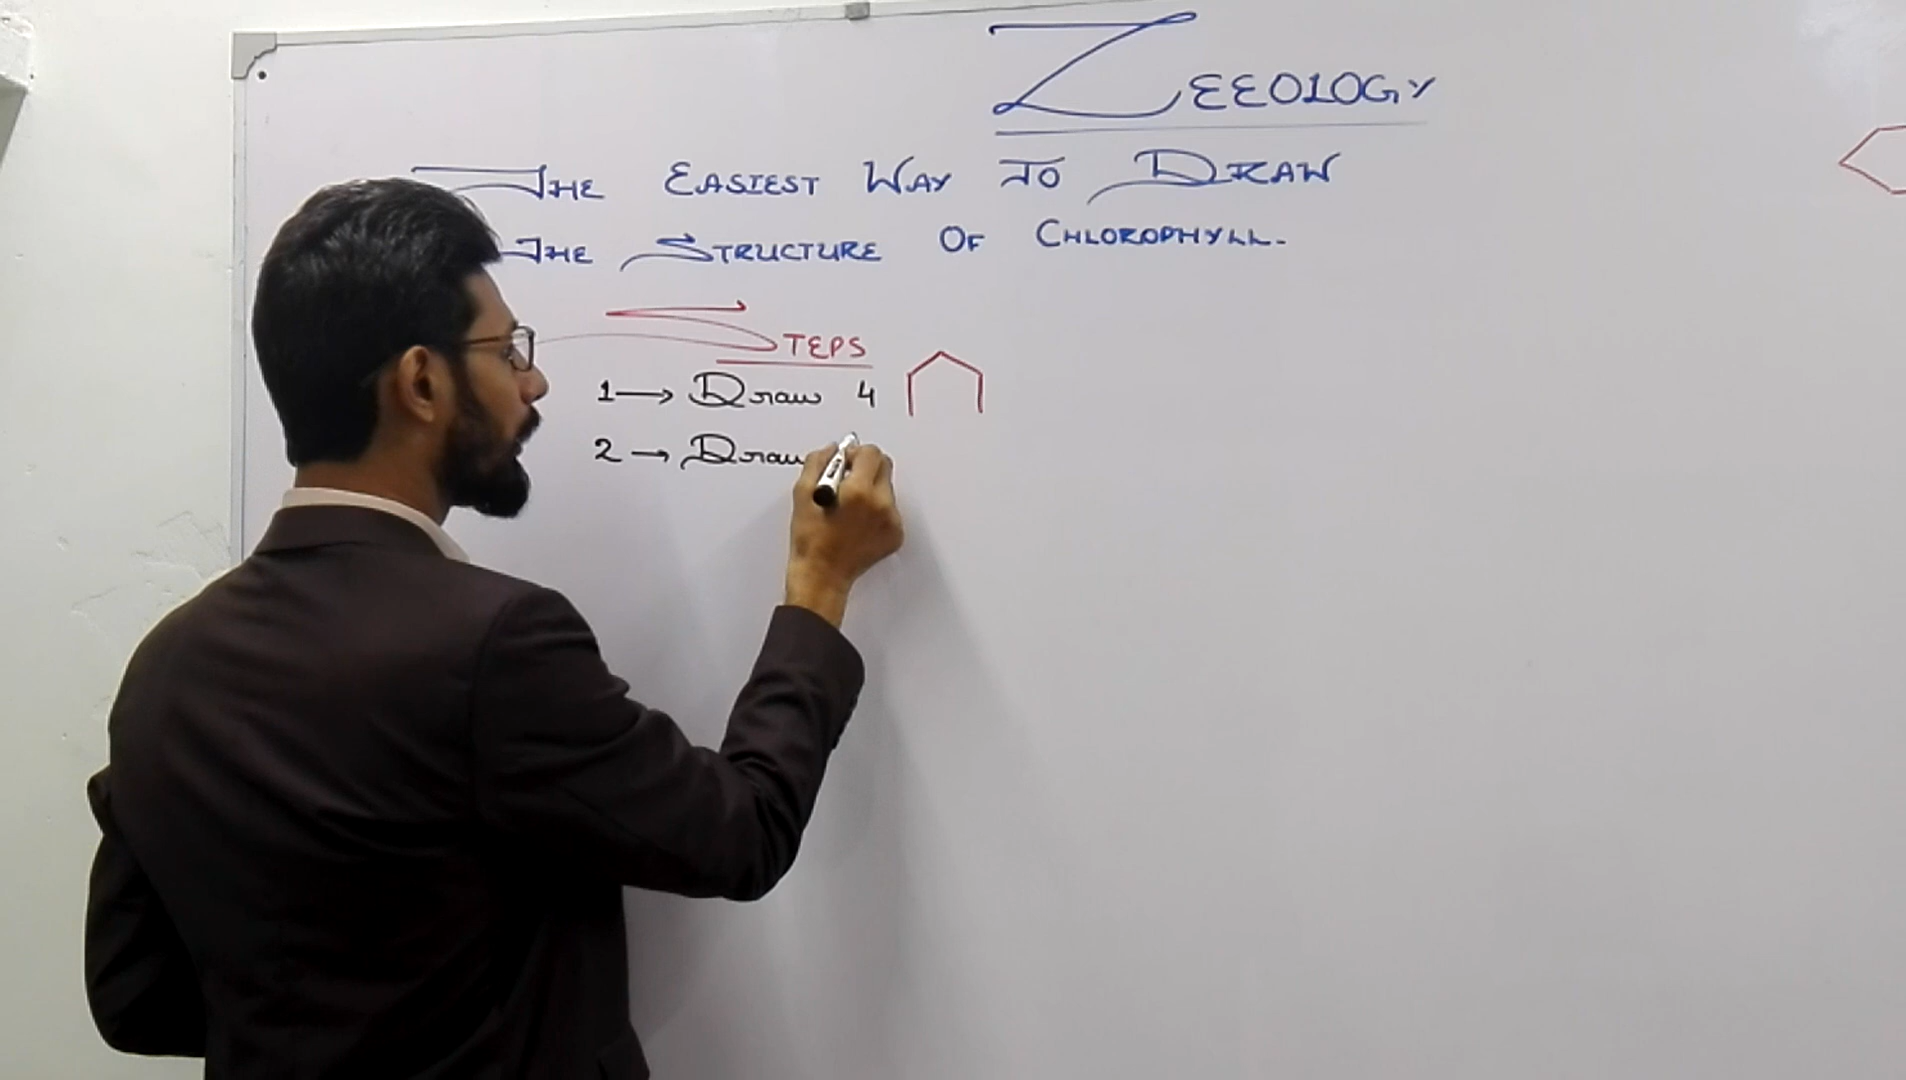 ZEEOLOGY
THE EASIEST WAY TO DRAW
THE STRUCTURE OF CHLOROPHYLL.
STEPS
1 → Draw 4
2 → Draw